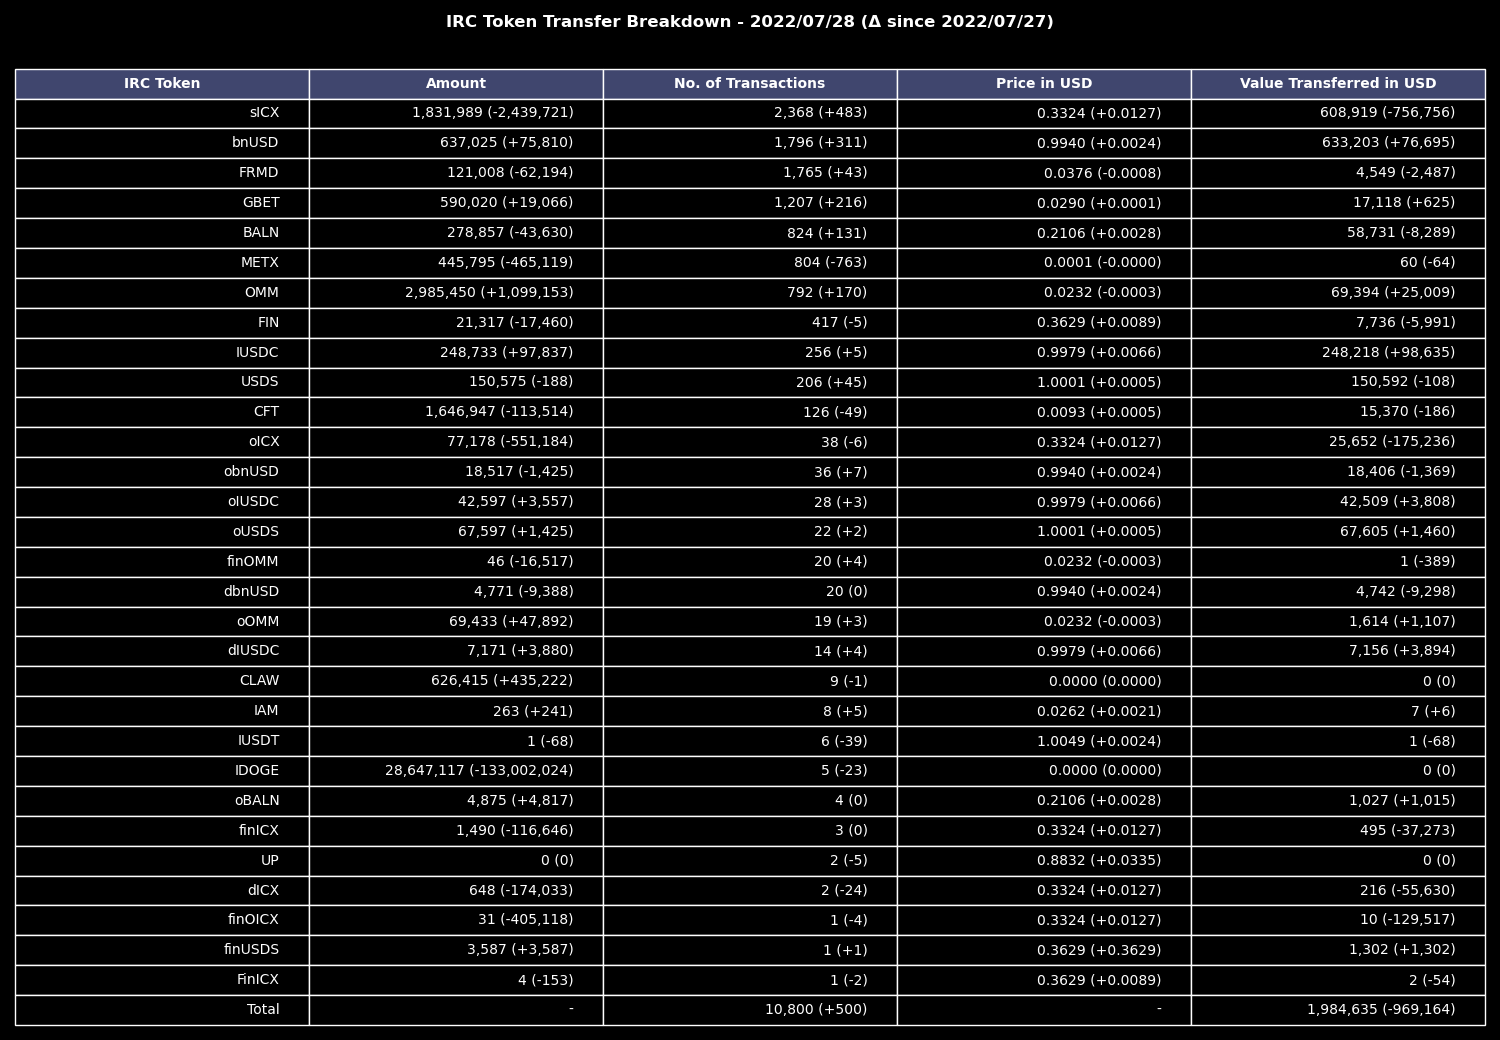 IRC Token Transfer Breakdown - 2022/07/28 (Δ since 2022/07/27)
IRC Token Amount No. of Transactions Price in USD Value Transferred in USD
sICX 1,831,989 (-2,439,721) 2,368 (+483) 0.3324 (+0.0127) 608,919 (-756,756)
bnUSD 637,025 (+75,810) 1,796 (+311) 0.9940 (+0.0024) 633,203 (+76,695)
FRMD 121,008 (-62,194) 1,765 (+43) 0.0376 (-0.0008) 4,549 (-2,487)
GBET 590,020 (+19,066) 1,207 (+216) 0.0290 (+0.0001) 17,118 (+625)
BALN 278,857 (-43,630) 824 (+131) 0.2106 (+0.0028) 58,731 (-8,289)
METX 445,795 (-465,119) 804 (-763) 0.0001 (-0.0000) 60 (-64)
OMM 2,985,450 (+1,099,153) 792 (+170) 0.0232 (-0.0003) 69,394 (+25,009)
FIN 21,317 (-17,460) 417 (-5) 0.3629 (+0.0089) 7,736 (-5,991)
IUSDC 248,733 (+97,837) 256 (+5) 0.9979 (+0.0066) 248,218 (+98,635)
USDS 150,575 (-188) 206 (+45) 1.0001 (+0.0005) 150,592 (-108)
CFT 1,646,947 (-113,514) 126 (-49) 0.0093 (+0.0005) 15,370 (-186)
oICX 77,178 (-551,184) 38 (-6) 0.3324 (+0.0127) 25,652 (-175,236)
obnUSD 18,517 (-1,425) 36 (+7) 0.9940 (+0.0024) 18,406 (-1,369)
oIUSDC 42,597 (+3,557) 28 (+3) 0.9979 (+0.0066) 42,509 (+3,808)
oUSDS 67,597 (+1,425) 22 (+2) 1.0001 (+0.0005) 67,605 (+1,460)
finOMM 46 (-16,517) 20 (+4) 0.0232 (-0.0003) 1 (-389)
dbnUSD 4,771 (-9,388) 20 (0) 0.9940 (+0.0024) 4,742 (-9,298)
oOMM 69,433 (+47,892) 19 (+3) 0.0232 (-0.0003) 1,614 (+1,107)
dIUSDC 7,171 (+3,880) 14 (+4) 0.9979 (+0.0066) 7,156 (+3,894)
CLAW 626,415 (+435,222) 9 (-1) 0.0000 (0.0000) 0 (0)
IAM 263 (+241) 8 (+5) 0.0262 (+0.0021) 7 (+6)
IUSDT 1 (-68) 6 (-39) 1.0049 (+0.0024) 1 (-68)
IDOGE 28,647,117 (-133,002,024) 5 (-23) 0.0000 (0.0000) 0 (0)
oBALN 4,875 (+4,817) 4 (0) 0.2106 (+0.0028) 1,027 (+1,015)
finICX 1,490 (-116,646) 3 (0) 0.3324 (+0.0127) 495 (-37,273)
UP 0 (0) 2 (-5) 0.8832 (+0.0335) 0 (0)
dICX 648 (-174,033) 2 (-24) 0.3324 (+0.0127) 216 (-55,630)
finOICX 31 (-405,118) 1 (-4) 0.3324 (+0.0127) 10 (-129,517)
finUSDS 3,587 (+3,587) 1 (+1) 0.3629 (+0.3629) 1,302 (+1,302)
FinICX 4 (-153) 1 (-2) 0.3629 (+0.0089) 2 (-54)
Total - 10,800 (+500) - 1,984,635 (-969,164)